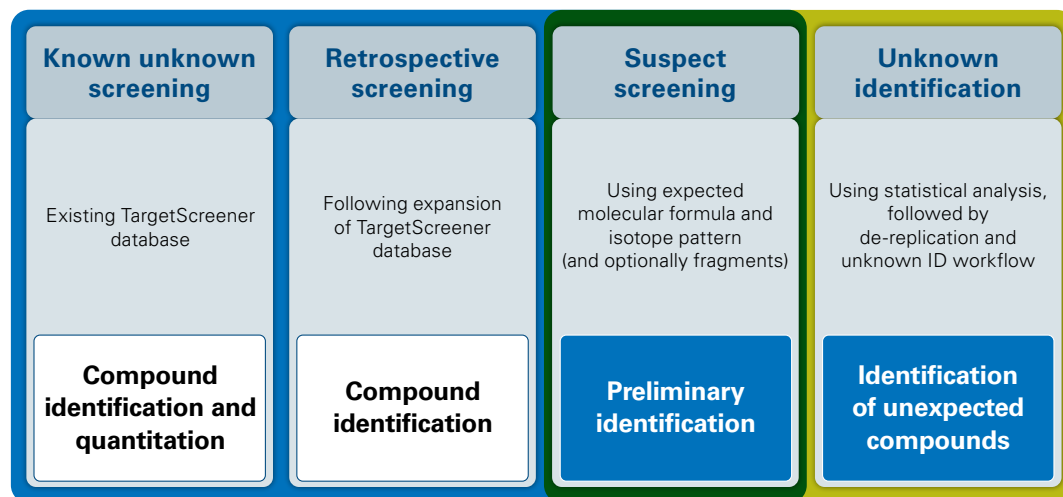 Known unknown
screening
Existing TargetScreener
database
Compound
identification and
quantitation
Retrospective
screening
Following expansion
of TargetScreener
database
Compound
identification
Suspect
screening
Using expected
molecular formula and
isotope pattern
(and optionally fragments)
Preliminary
identification
Unknown
identification
Using statistical analysis,
followed by
de-replication and
unknown ID workflow
Identification
of unexpected
compounds